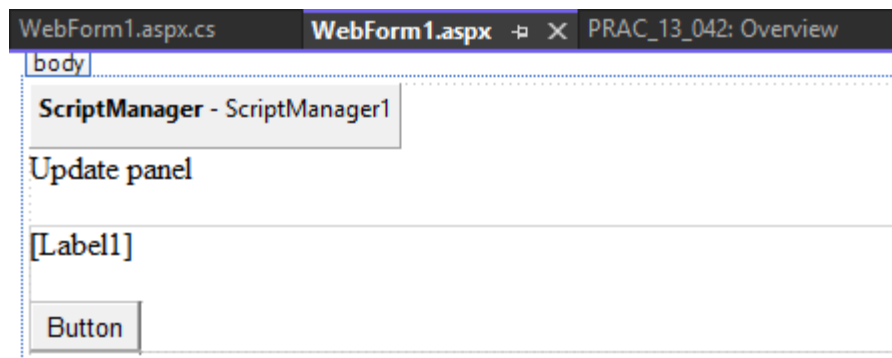 WebForm1.aspx.cs WebForm1.aspx PRAC_13_042: Overview
body
ScriptManager - ScriptManager1
Update panel
[Label1]
Button